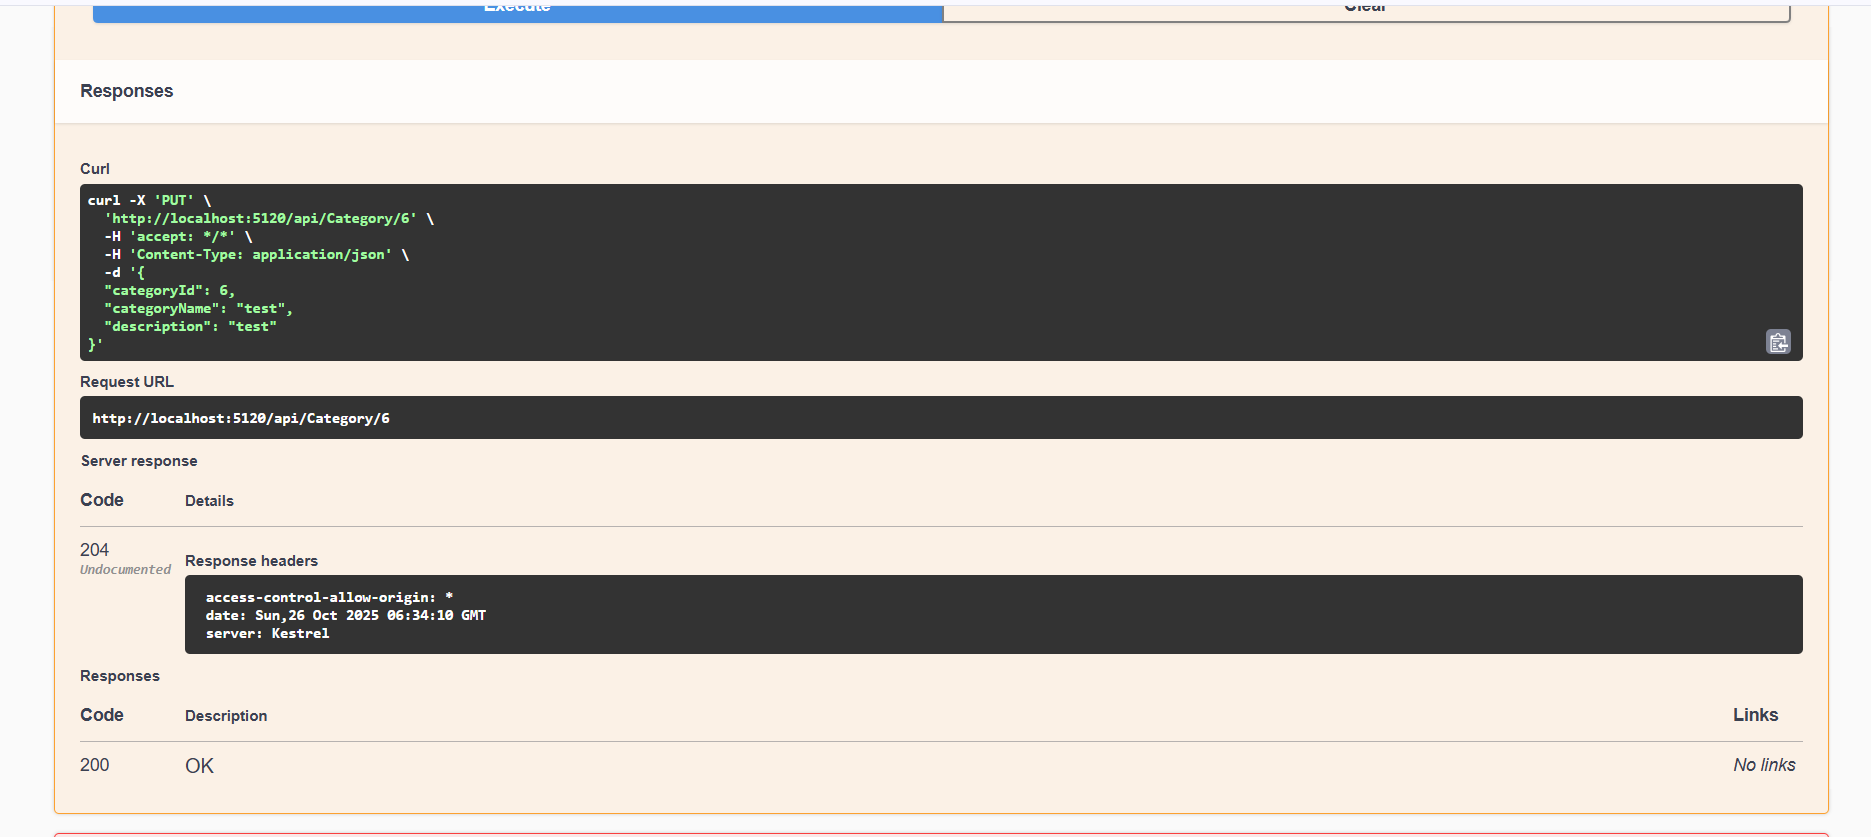 Execute
Clear
Responses
Curl
curl -X 'PUT' \
'http://localhost:5120/api/Category/6' \
-H 'accept: */*' \
-H 'Content-Type: application/json' \
-d '{
"categoryId": 6,
"categoryName": "test",
"description": "test"
}'
Request URL
http://localhost:5120/api/Category/6
Server response
Code Details
204
Undocumented
Response headers
access-control-allow-origin: *
date: Sun,26 Oct 2025 06:34:10 GMT
server: Kestrel
Responses
Code Description Links
200 OK No links